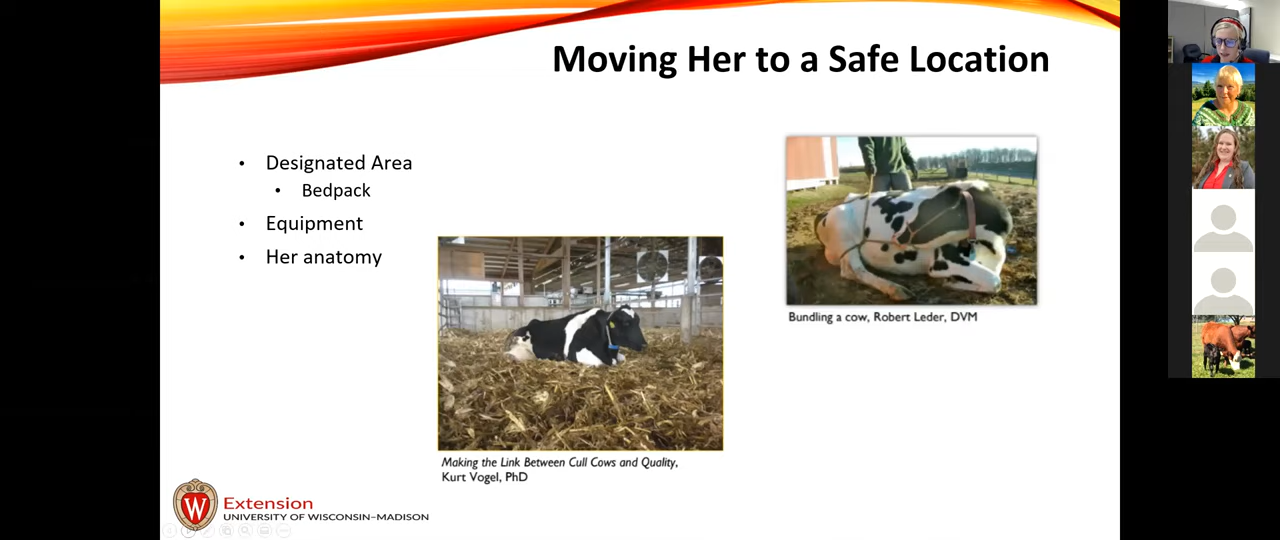 Moving Her to a Safe Location
• Designated Area
• Bedpack
• Equipment
• Her anatomy
Bundling a cow, Robert Leder, DVM
Making the Link Between Cull Cows and Quality,
Kurt Vogel, PhD
W
Extension
UNIVERSITY OF WISCONSIN–MADISON